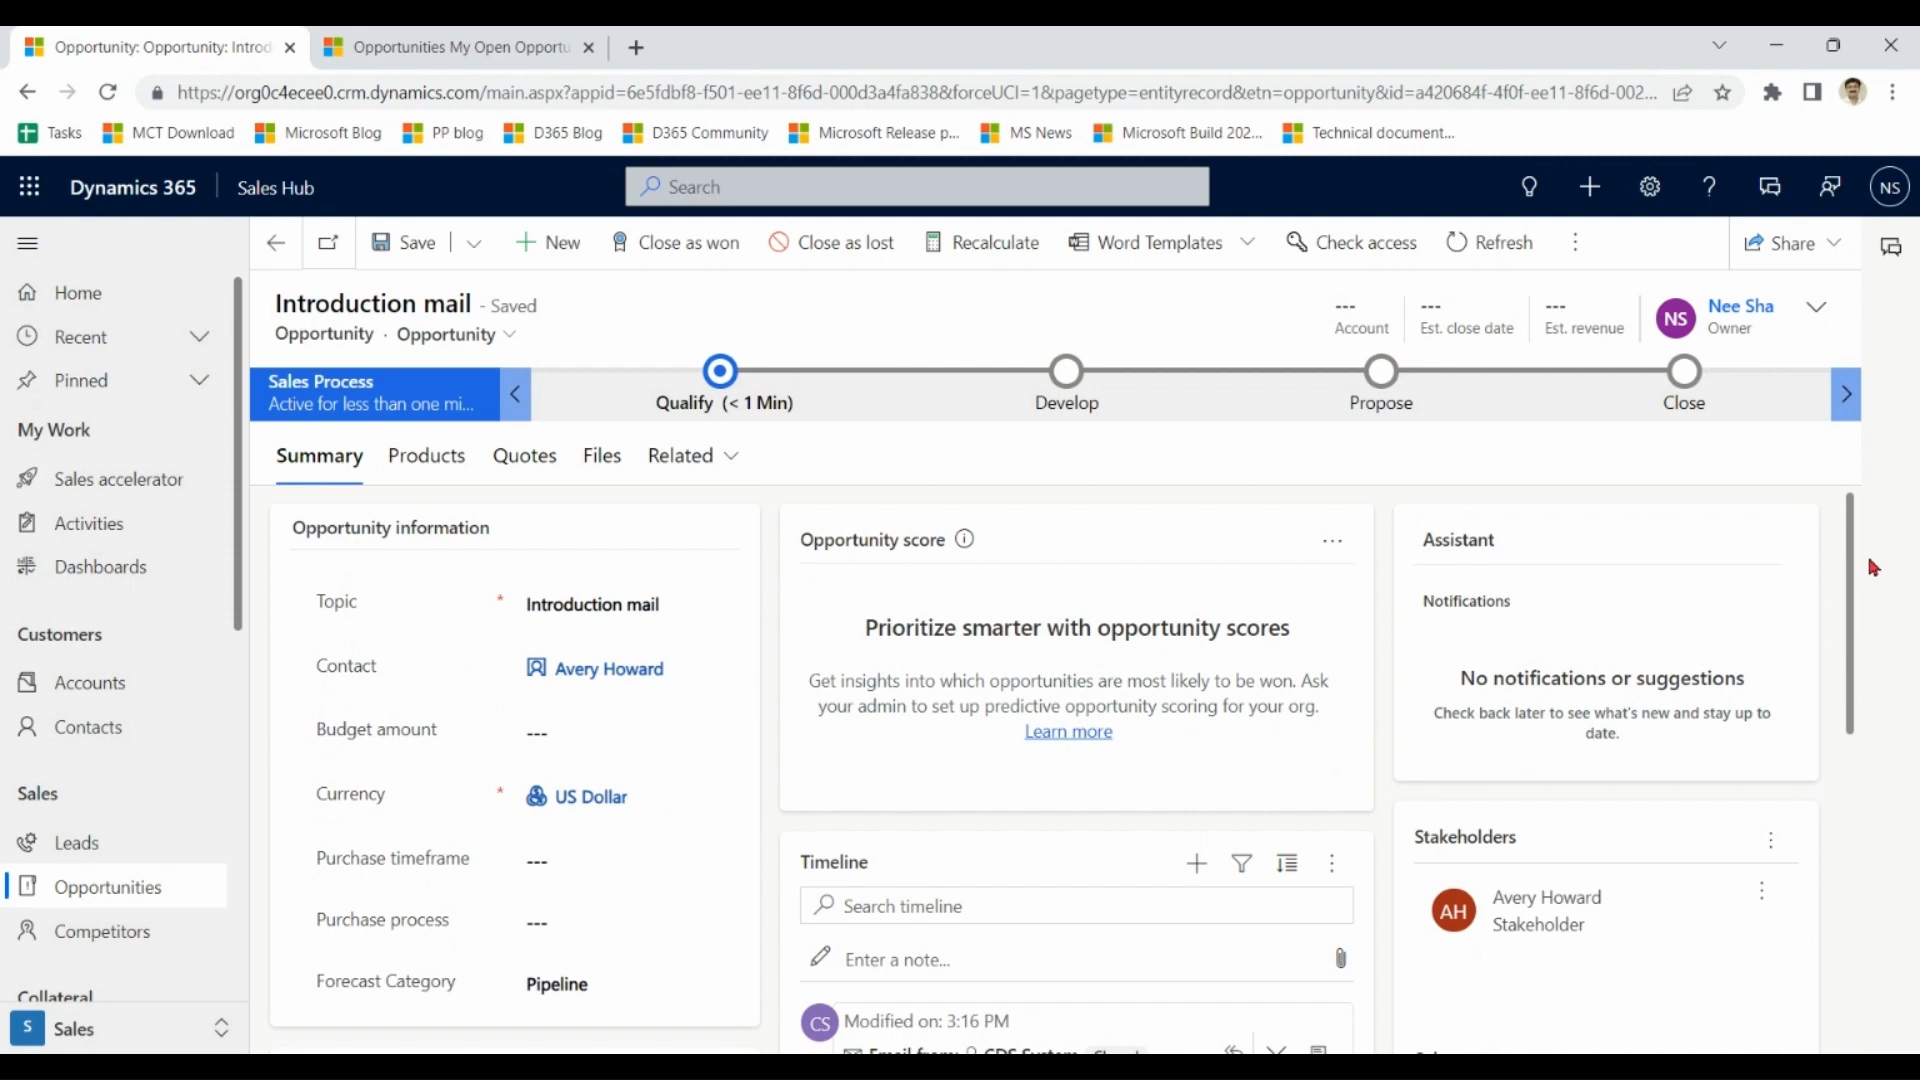 Opportunity: Opportunity: Introd
Opportunities My Open Opportu
https://org0c4ecee0.crm.dynamics.com/main.aspx?appid=6e5fdbf8-f501-ee11-8f6d-000d3a4fa838&forceUCI=1&pagetype=entityrecord&etn=opportunity&id=a420684f-4f0f-ee11-8f6d-002...
Tasks MCT Download Microsoft Blog PP blog D365 Blog D365 Community Microsoft Release p... MS News Microsoft Build 202... Technical document...
Dynamics 365 Sales Hub Search NS
Save New Close as won Close as lost Recalculate Word Templates Check access Refresh Share
Home
Recent
Pinned
My Work
Sales accelerator
Activities
Dashboards
Customers
Accounts
Contacts
Sales
Leads
Opportunities
Competitors
Collateral
S Sales
Introduction mail - Saved
Opportunity · Opportunity
---
Account
---
Est. close date
---
Est. revenue
NS
Nee Sha
Owner
Sales Process
Active for less than one mi...
Qualify (< 1 Min)
Develop
Propose
Close
Summary Products Quotes Files Related
Opportunity information
Topic * Introduction mail
Contact Avery Howard
Budget amount ---
Currency * US Dollar
Purchase timeframe ---
Purchase process ---
Forecast Category Pipeline
Opportunity score
Prioritize smarter with opportunity scores
Get insights into which opportunities are most likely to be won. Ask
your admin to set up predictive opportunity scoring for your org.
Learn more
Timeline
Search timeline
Enter a note...
CS Modified on: 3:16 PM
Email from: CDS System
Assistant
Notifications
No notifications or suggestions
Check back later to see what's new and stay up to
date.
Stakeholders
AH
Avery Howard
Stakeholder